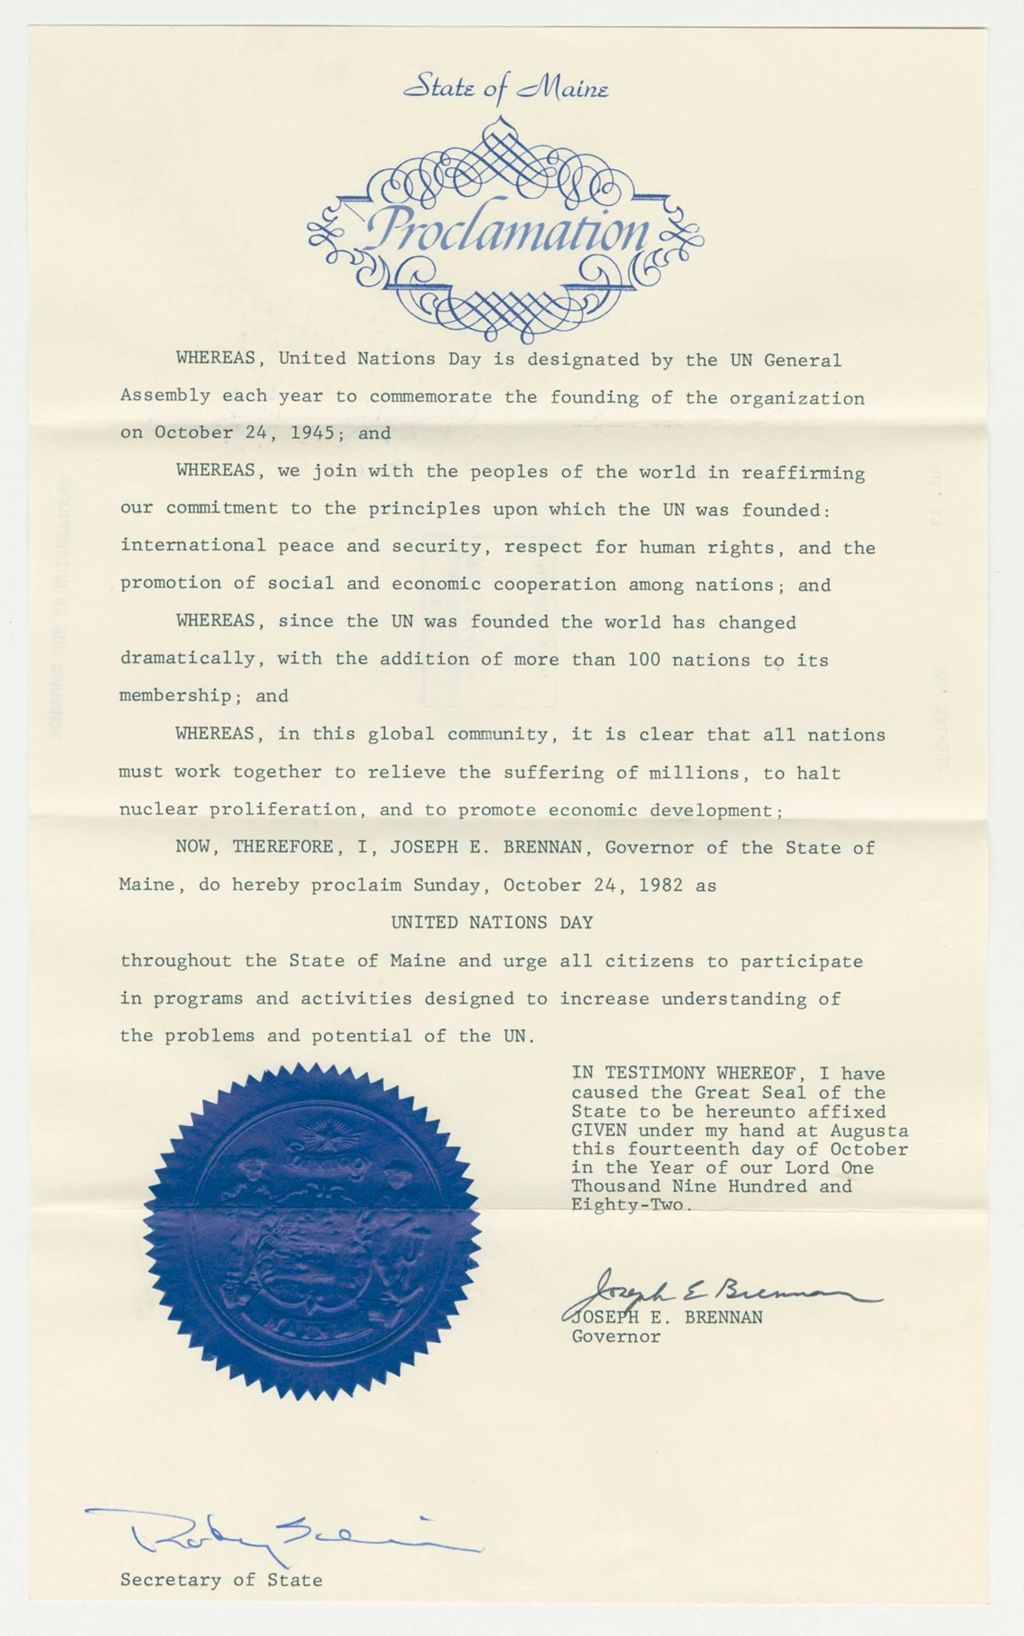 State of Maine
Proclamation
WHEREAS, United Nations Day is designated by the UN General
Assembly each year to commemorate the founding of the organization
on October 24, 1945; and
WHEREAS, we join with the peoples of the world in reaffirming
our commitment to the principles upon which the UN was founded:
international peace and security, respect for human rights, and the
promotion of social and economic cooperation among nations; and
WHEREAS, since the UN was founded the world has changed
dramatically, with the addition of more than 100 nations to its
membership; and
WHEREAS, in this global community, it is clear that all nations
must work together to relieve the suffering of millions, to halt
nuclear proliferation, and to promote economic development;
NOW, THEREFORE, I, JOSEPH E. BRENNAN, Governor of the State of
Maine, do hereby proclaim Sunday, October 24, 1982 as
UNITED NATIONS DAY
throughout the State of Maine and urge all citizens to participate
in programs and activities designed to increase understanding of
the problems and potential of the UN.
IN TESTIMONY WHEREOF, I have
caused the Great Seal of the
State to be hereunto affixed
GIVEN under my hand at Augusta
this fourteenth day of October
in the Year of our Lord One
Thousand Nine Hundred and
Eighty-Two.
Joseph E Brennan
JOSEPH E. BRENNAN
Governor
Secretary of State